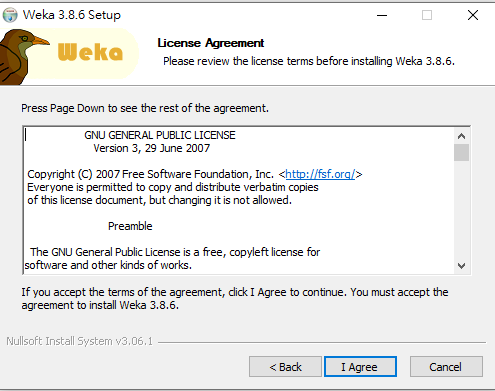 Weka 3.8.6 Setup
Weka
License Agreement
Please review the license terms before installing Weka 3.8.6.
Press Page Down to see the rest of the agreement.
GNU GENERAL PUBLIC LICENSE
Version 3, 29 June 2007
Copyright (C) 2007 Free Software Foundation, Inc. <http://fsf.org/>
Everyone is permitted to copy and distribute verbatim copies
of this license document, but changing it is not allowed.
Preamble
The GNU General Public License is a free, copyleft license for
software and other kinds of works.
If you accept the terms of the agreement, click I Agree to continue. You must accept the
agreement to install Weka 3.8.6.
Nullsoft Install System v3.06.1
< Back
I Agree
Cancel